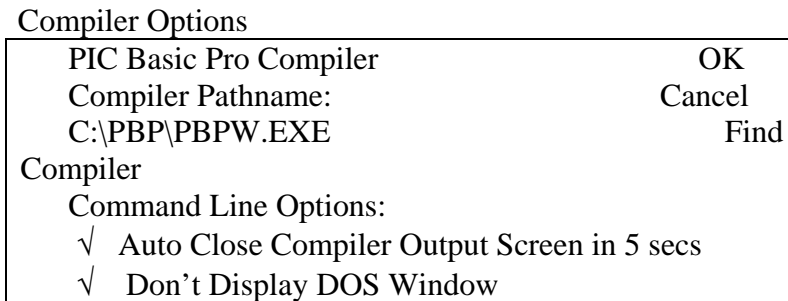 Compiler Options
PIC Basic Pro Compiler OK
Compiler Pathname: Cancel
C:\PBP\PBPW.EXE Find
Compiler
Command Line Options:
√ Auto Close Compiler Output Screen in 5 secs
√ Don’t Display DOS Window